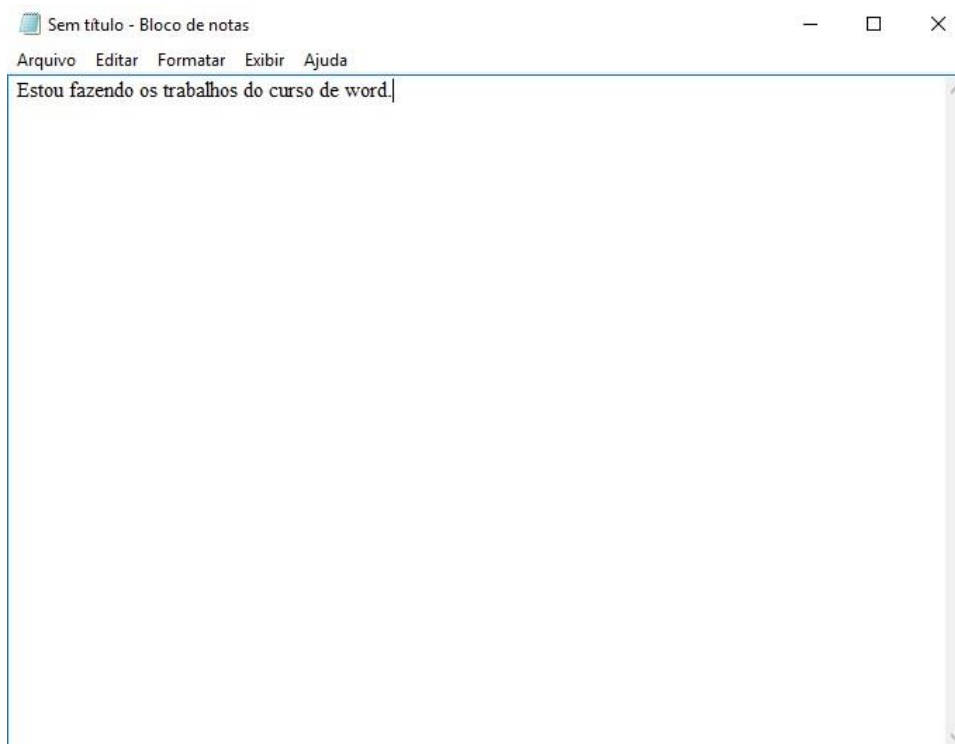 Sem título - Bloco de notas
Arquivo Editar Formatar Exibir Ajuda
Estou fazendo os trabalhos do curso de word.